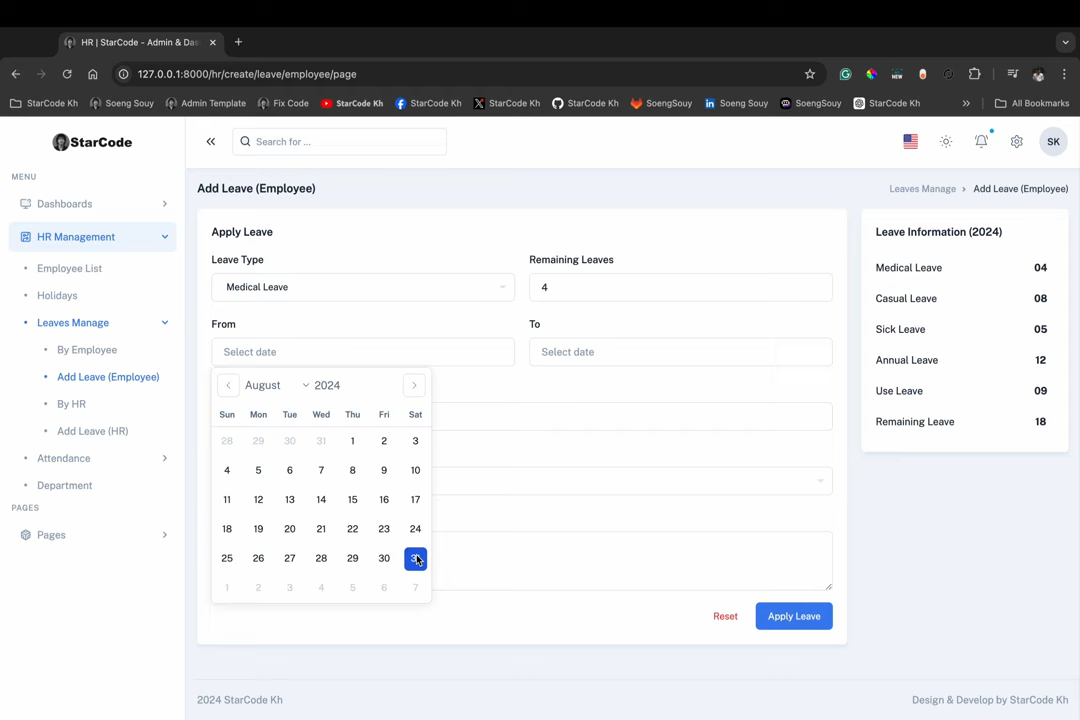 HR | StarCode - Admin & Das
127.0.0.1:8000/hr/create/leave/employee/page
NEW
StarCode Kh
Soeng Souy
Admin Template
Fix Code
StarCode Kh
StarCode Kh
StarCode Kh
StarCode Kh
SoengSouy
Soeng Souy
SoengSouy
StarCode Kh
All Bookmarks
StarCode
Search for ...
SK
MENU
Dashboards
HR Management
Employee List
Holidays
Leaves Manage
By Employee
Add Leave (Employee)
By HR
Add Leave (HR)
Attendance
Department
PAGES
Pages
Add Leave (Employee)
Leaves Manage
Add Leave (Employee)
Apply Leave
Leave Type
Remaining Leaves
Medical Leave
4
From
To
Select date
Select date
August 2024
Sun Mon Tue Wed Thu Fri Sat
28 29 30 31 1 2 3
4 5 6 7 8 9 10
11 12 13 14 15 16 17
18 19 20 21 22 23 24
25 26 27 28 29 30
1 2 3 4 5 6 7
Reset
Apply Leave
Leave Information (2024)
Medical Leave 04
Casual Leave 08
Sick Leave 05
Annual Leave 12
Use Leave 09
Remaining Leave 18
2024 StarCode Kh
Design & Develop by StarCode Kh